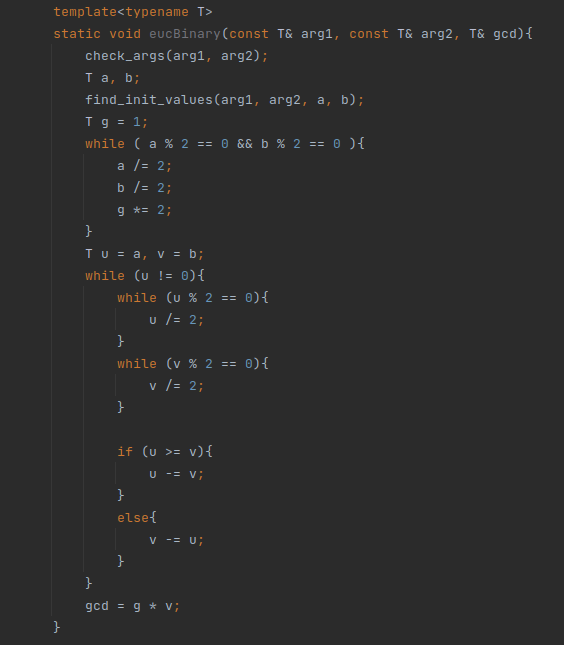 template<typename T>
static void eucBinary(const T& arg1, const T& arg2, T& gcd){
    check_args(arg1, arg2);
    T a, b;
    find_init_values(arg1, arg2, a, b);
    T g = 1;
    while ( a % 2 == 0 && b % 2 == 0 ){
        a /= 2;
        b /= 2;
        g *= 2;
    }
    T u = a, v = b;
    while (u != 0){
        while (u % 2 == 0){
            u /= 2;
        }
        while (v % 2 == 0){
            v /= 2;
        }

        if (u >= v){
            u -= v;
        }
        else{
            v -= u;
        }
    }
    gcd = g * v;
}